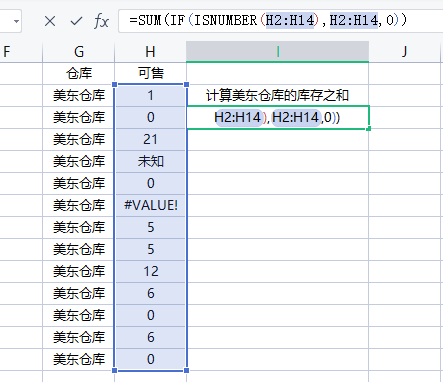 =SUM(IF(ISNUMBER(H2:H14),H2:H14,0))
F G H I J
仓库 可售
美东仓库 1 计算美东仓库的库存之和
美东仓库 0 H2:H14),H2:H14,0))
美东仓库 21
美东仓库 未知
美东仓库 0
美东仓库 #VALUE!
美东仓库 5
美东仓库 5
美东仓库 12
美东仓库 6
美东仓库 0
美东仓库 6
美东仓库 0